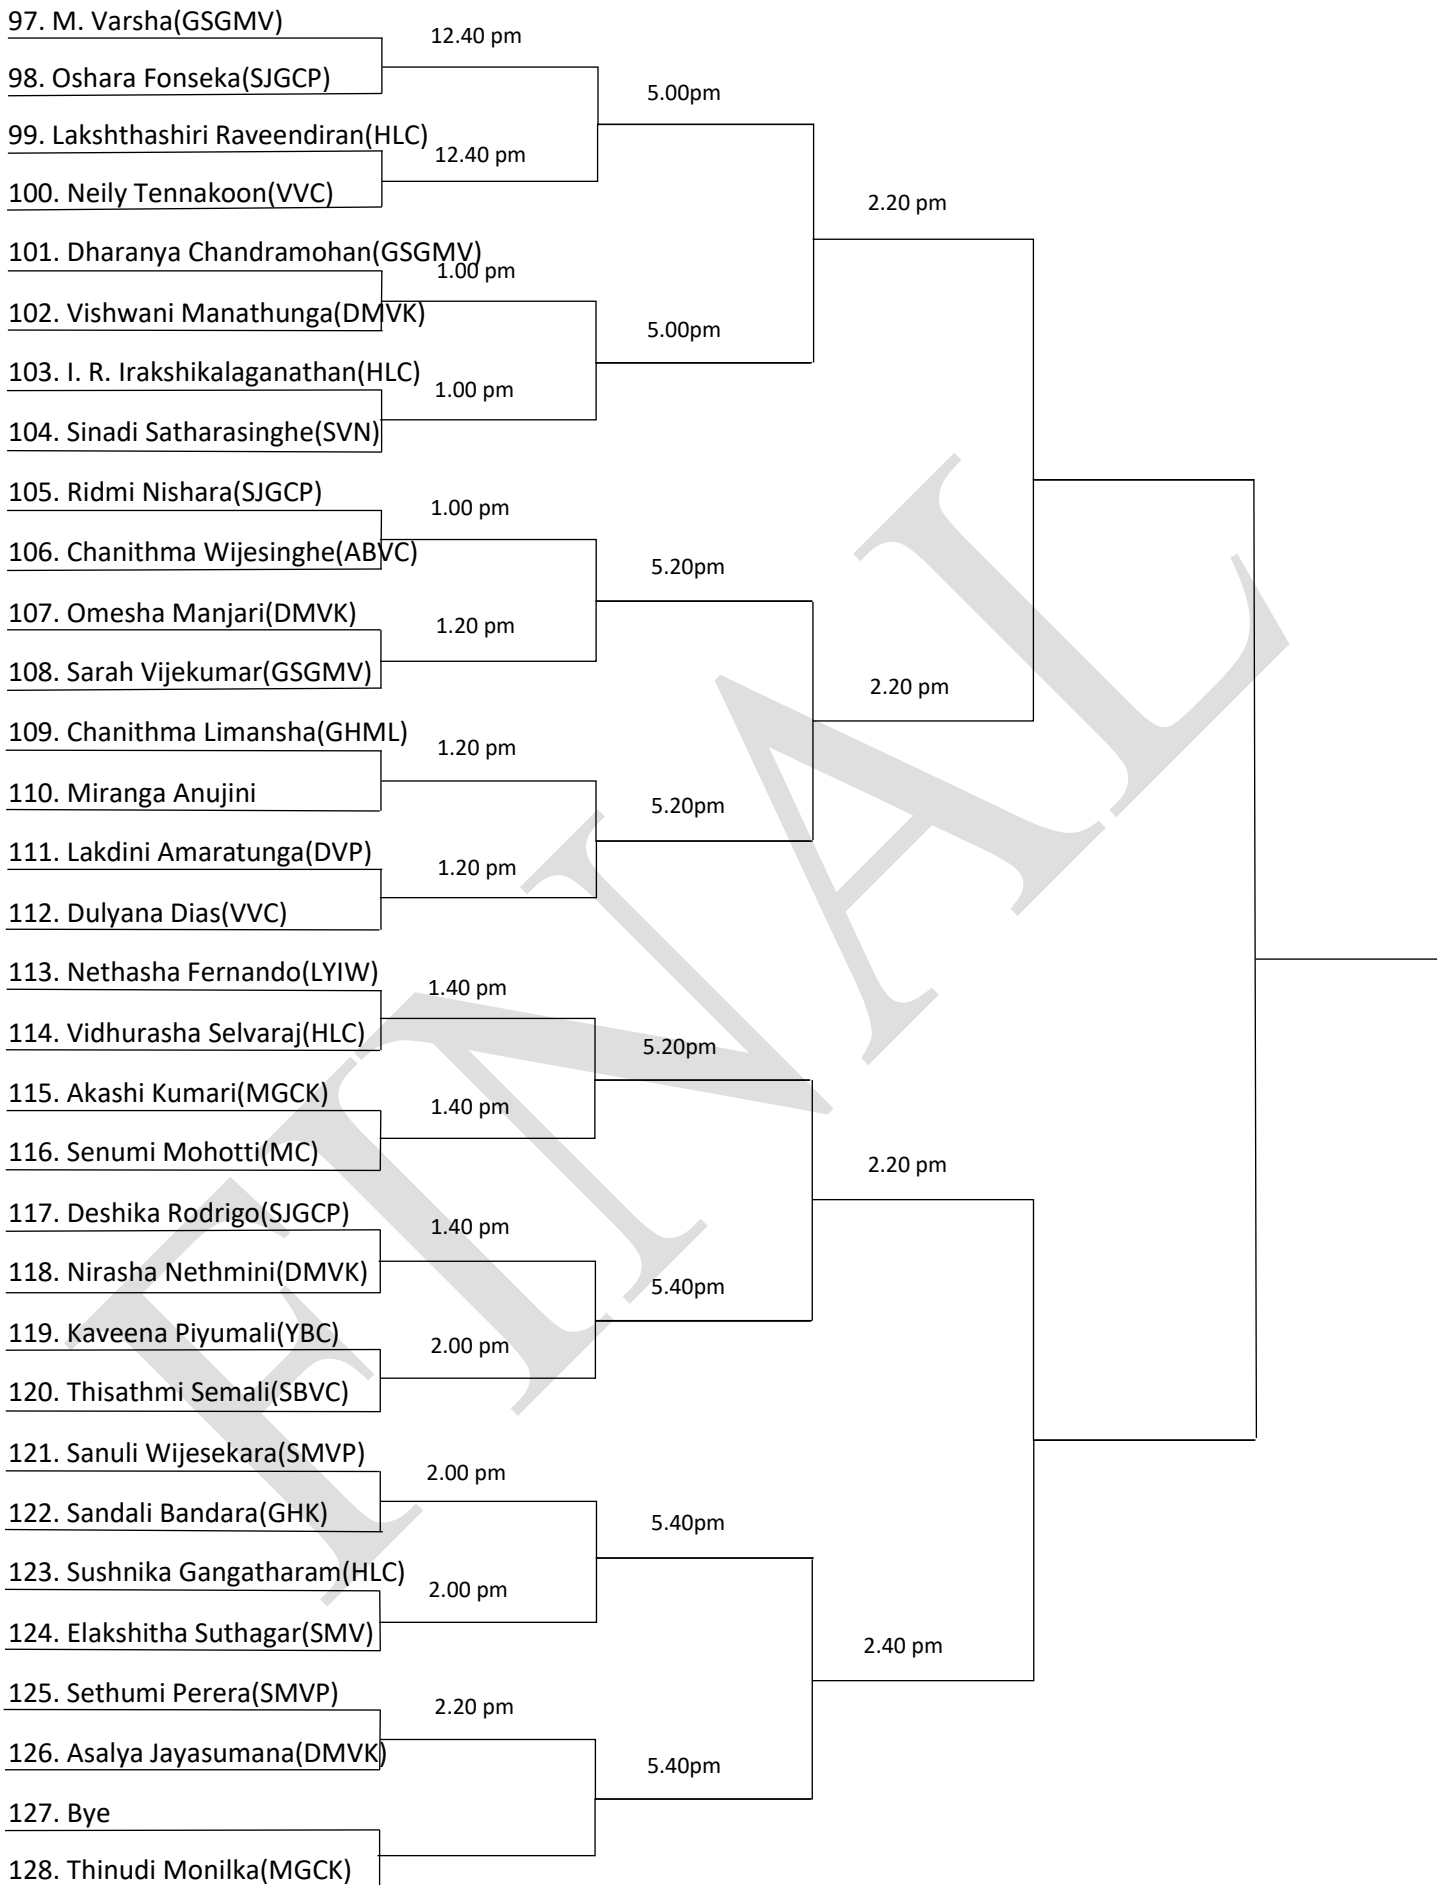 97. M. Varsha(GSGMV)
12.40 pm
98. Oshara Fonseka(SJGCP)
5.00pm
99. Lakshthashiri Raveendiran(HLC)
12.40 pm
100. Neily Tennakoon(VVC)
2.20 pm
101. Dharanya Chandramohan(GSGMV)
1.00 pm
102. Vishwani Manathunga(DMVK)
5.00pm
103. I. R. Irakshikalaganathan(HLC)
1.00 pm
104. Sinadi Satharasinghe(SVN)
105. Ridmi Nishara(SJGCP)
1.00 pm
106. Chanithma Wijesinghe(ABVC)
5.20pm
107. Omesha Manjari(DMVK)
1.20 pm
108. Sarah Vijekumar(GSGMV)
2.20 pm
109. Chanithma Limansha(GHML)
1.20 pm
110. Miranga Anujini
5.20pm
111. Lakdini Amaratunga(DVP)
1.20 pm
112. Dulyana Dias(VVC)
113. Nethasha Fernando(LYIW)
1.40 pm
114. Vidhurasha Selvaraj(HLC)
5.20pm
115. Akashi Kumari(MGCK)
1.40 pm
116. Senumi Mohotti(MC)
2.20 pm
117. Deshika Rodrigo(SJGCP)
1.40 pm
118. Nirasha Nethmini(DMVK)
5.40pm
119. Kaveena Piyumali(YBC)
2.00 pm
120. Thisathmi Semali(SBVC)
121. Sanuli Wijesekara(SMVP)
2.00 pm
122. Sandali Bandara(GHK)
5.40pm
123. Sushnika Gangatharam(HLC)
2.00 pm
124. Elakshitha Suthagar(SMV)
2.40 pm
125. Sethumi Perera(SMVP)
2.20 pm
126. Asalya Jayasumana(DMVK)
5.40pm
127. Bye
128. Thinudi Monilka(MGCK)
FINAL